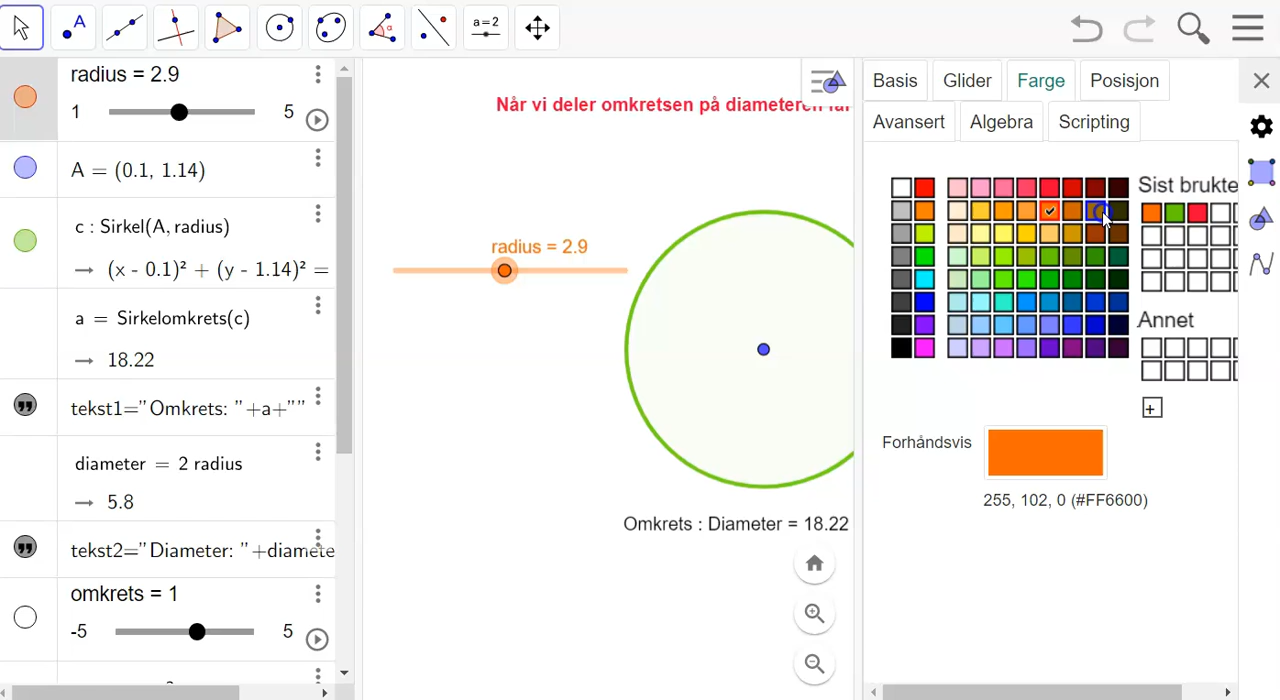 A
α
a=2
radius = 2.9
1
5
A = (0.1, 1.14)
c : Sirkel(A, radius)
→ (x - 0.1)² + (y - 1.14)² =
a = Sirkelomkrets(c)
→ 18.22
tekst1="Omkrets: "+a+""
diameter = 2 radius
→ 5.8
tekst2="Diameter: "+diamete
omkrets = 1
-5
5
Når vi deler omkretsen på diameteren får
radius = 2.9
Omkrets : Diameter = 18.22
Basis
Glider
Farge
Posisjon
Avansert
Algebra
Scripting
Sist brukte
Annet
+
Forhåndsvis
255, 102, 0 (#FF6600)